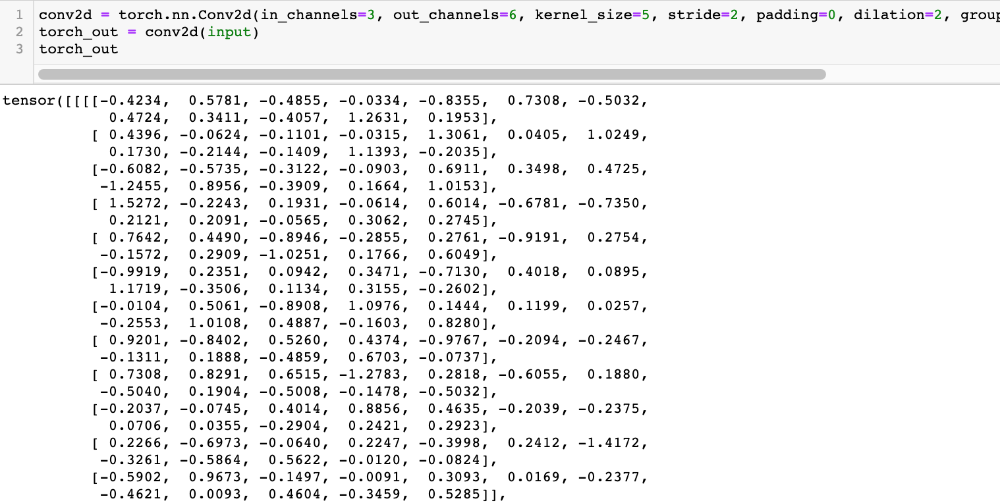 1 conv2d = torch.nn.Conv2d(in_channels=3, out_channels=6, kernel_size=5, stride=2, padding=0, dilation=2, group
2 torch_out = conv2d(input)
3 torch_out
tensor([[[[-0.4234,  0.5781, -0.4855, -0.0334, -0.8355,  0.7308, -0.5032,
0.4724,  0.3411, -0.4057,  1.2631,  0.1953],
[ 0.4396, -0.0624, -0.1101, -0.0315,  1.3061,  0.0405,  1.0249,
0.1730, -0.2144, -0.1409,  1.1393, -0.2035],
[-0.6082, -0.5735, -0.3122, -0.0903,  0.6911,  0.3498,  0.4725,
-1.2455,  0.8956, -0.3909,  0.1664,  1.0153],
[ 1.5272, -0.2243,  0.1931, -0.0614,  0.6014, -0.6781, -0.7350,
0.2121,  0.2091, -0.0565,  0.3062,  0.2745],
[ 0.7642,  0.4490, -0.8946, -0.2855,  0.2761, -0.9191,  0.2754,
-0.1572,  0.2909, -1.0251,  0.1766,  0.6049],
[-0.9919,  0.2351,  0.0942,  0.3471, -0.7130,  0.4018,  0.0895,
1.1719, -0.3506,  0.1134,  0.3155, -0.2602],
[-0.0104,  0.5061, -0.8908,  1.0976,  0.1444,  0.1199,  0.0257,
-0.2553,  1.0108,  0.4887, -0.1603,  0.8280],
[ 0.9201, -0.8402,  0.5260,  0.4374, -0.9767, -0.2094, -0.2467,
-0.1311,  0.1888, -0.4859,  0.6703, -0.0737],
[ 0.7308,  0.8291,  0.6515, -1.2783,  0.2818, -0.6055,  0.1880,
-0.5040,  0.1904, -0.5008, -0.1478, -0.5032],
[-0.2037, -0.0745,  0.4014,  0.8856,  0.4635, -0.2039, -0.2375,
0.0706,  0.0355, -0.2904,  0.2421,  0.2923],
[ 0.2266, -0.6973, -0.0640,  0.2247, -0.3998,  0.2412, -1.4172,
-0.3261, -0.5864,  0.5622, -0.0120, -0.0824],
[-0.5902,  0.9673, -0.1497, -0.0091,  0.3093,  0.0169, -0.2377,
-0.4621,  0.0093,  0.4604, -0.3459,  0.5285]],